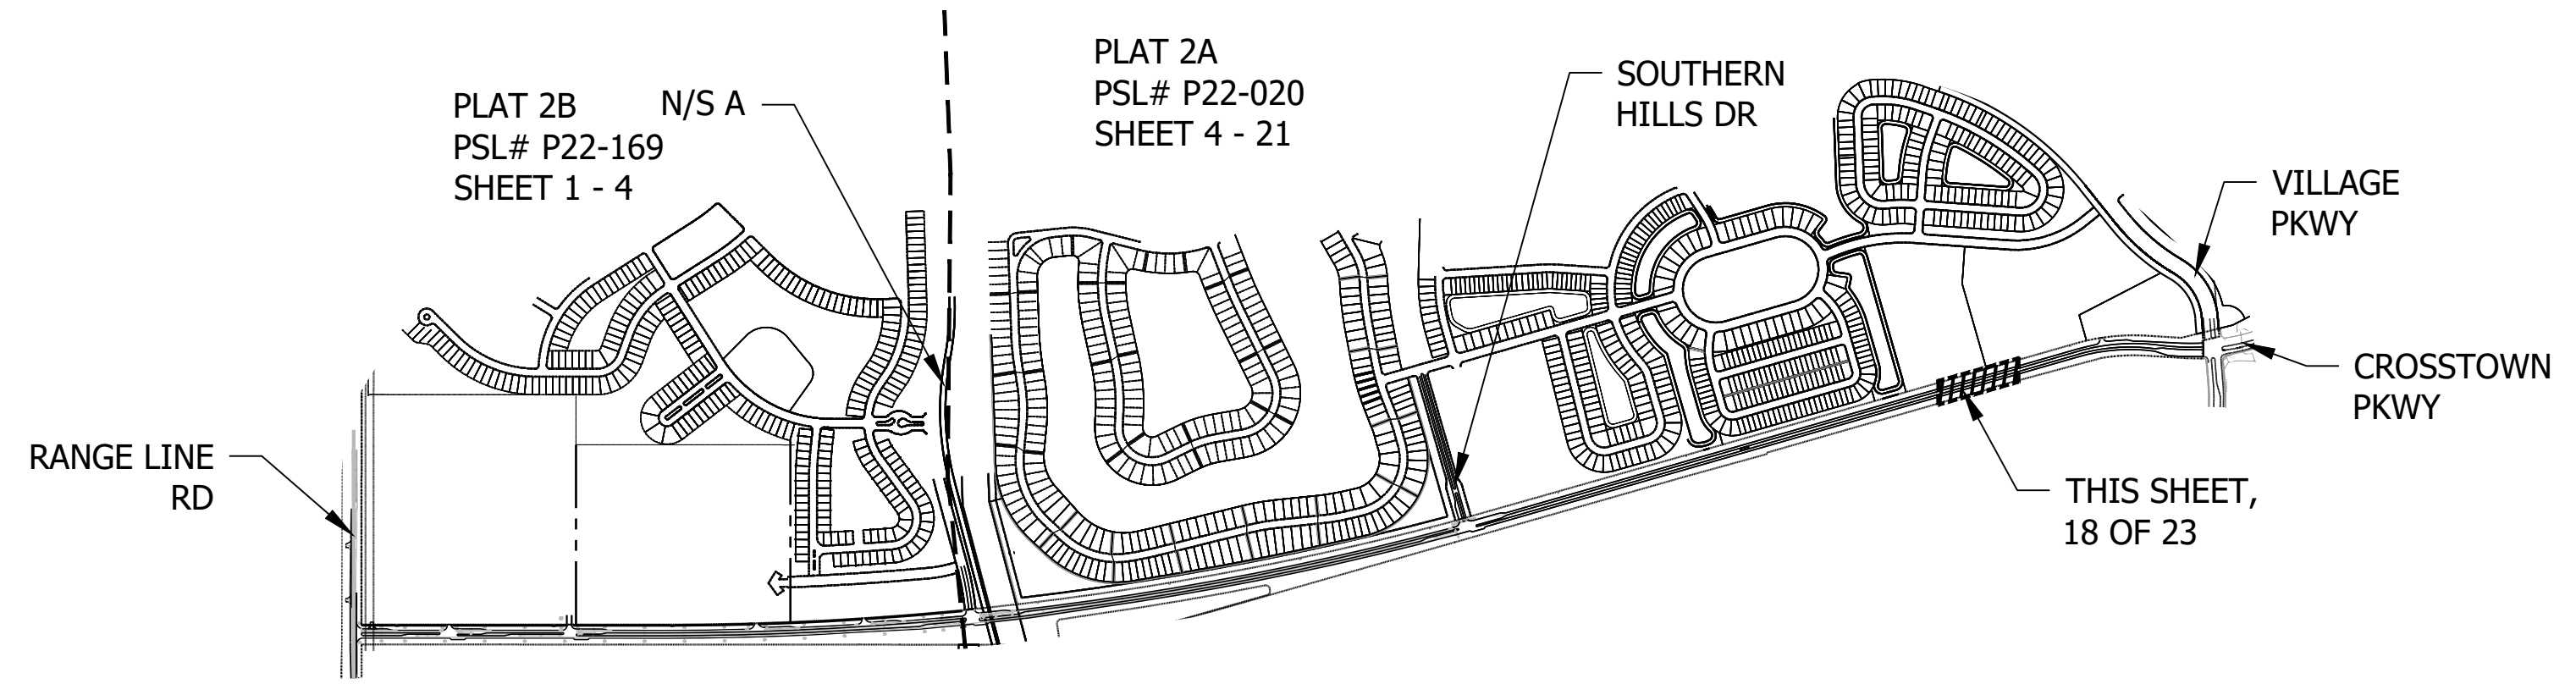 PLAT 2B
PSL# P22-169
SHEET 1 - 4
N/S A
PLAT 2A
PSL# P22-020
SHEET 4 - 21
SOUTHERN
HILLS DR
VILLAGE
PKWY
CROSSTOWN
PKWY
RANGE LINE
RD
THIS SHEET,
18 OF 23